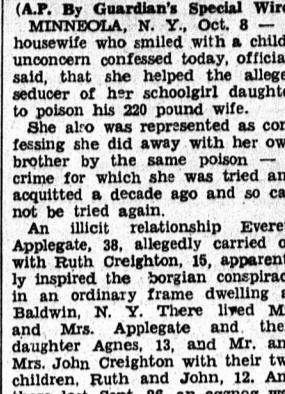 (A.P. By Guardian's Special Wir
MINNEOLA, N. Y., Oct. 8 —
housewife who smiled with a child
unconcern confessed today, officia
said, that she helped the allege
seducer of her schoolgirl daught
to poison his 220 pound wife.
She also was represented as con
fessing she did away with her ow
brother by the same poison —
crime for which she was tried an
acquitted a decade ago and so ca
not be tried again.
An illicit relationship Evere
Applegate, 38, allegedly carried o
with Ruth Creighton, 15, apparent
ly inspired the borgian conspirac
in an ordinary frame dwelling a
Baldwin, N. Y. There lived M
and Mrs. Applegate and the
daughter Agnes, 13, and Mr. an
Mrs. John Creighton with their tw
children, Ruth and John, 12. An